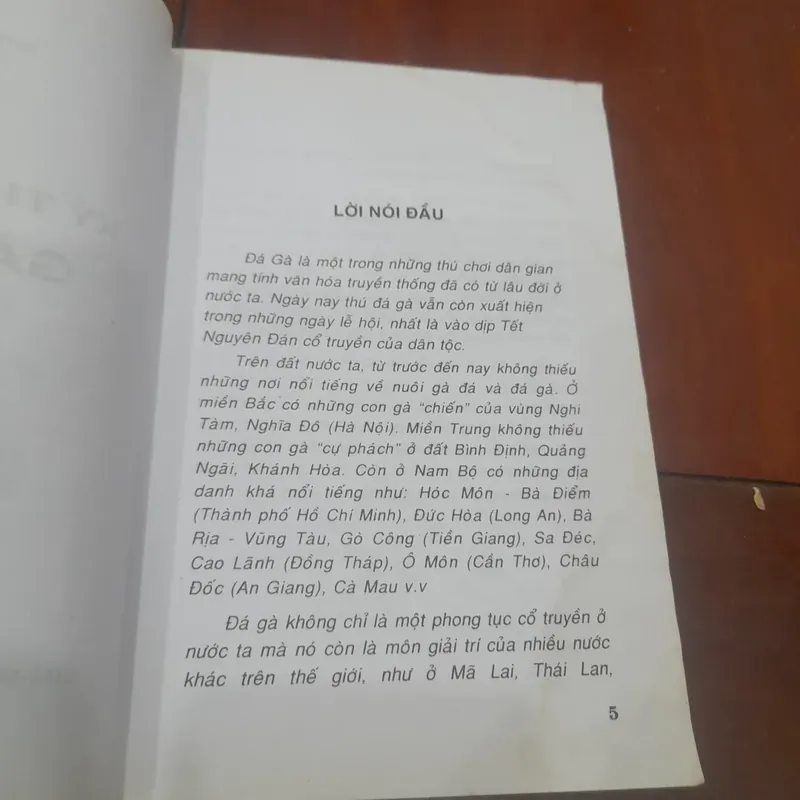 LỜI NÓI ĐẦU
Đá Gà là một trong những thú chơi dân gian
mang tính văn hóa truyền thống đã có từ lâu đời ở
nước ta. Ngày nay thú đá gà vẫn còn xuất hiện
trong những ngày lễ hội, nhất là vào dịp Tết
Nguyên Đán cổ truyền của dân tộc.
Trên đất nước ta, từ trước đến nay không thiếu
những nơi nổi tiếng về nuôi gà đá và đá gà. Ở
miền Bắc có những con gà “chiến” của vùng Nghi
Tàm, Nghĩa Đô (Hà Nội). Miền Trung không thiếu
những con gà “cự phách” ở đất Bình Định, Quảng
Ngãi, Khánh Hòa. Còn ở Nam Bộ có những địa
danh khá nổi tiếng như: Hóc Môn - Bà Điểm
(Thành phố Hồ Chí Minh), Đức Hòa (Long An), Bà
Rịa - Vũng Tàu, Gò Công (Tiền Giang), Sa Đéc,
Cao Lãnh (Đồng Tháp), Ô Môn (Cần Thơ), Châu
Đốc (An Giang), Cà Mau v.v
Đá gà không chỉ là một phong tục cổ truyền ở
nước ta mà nó còn là môn giải trí của nhiều nước
khác trên thế giới, như ở Mã Lai, Thái Lan,
5